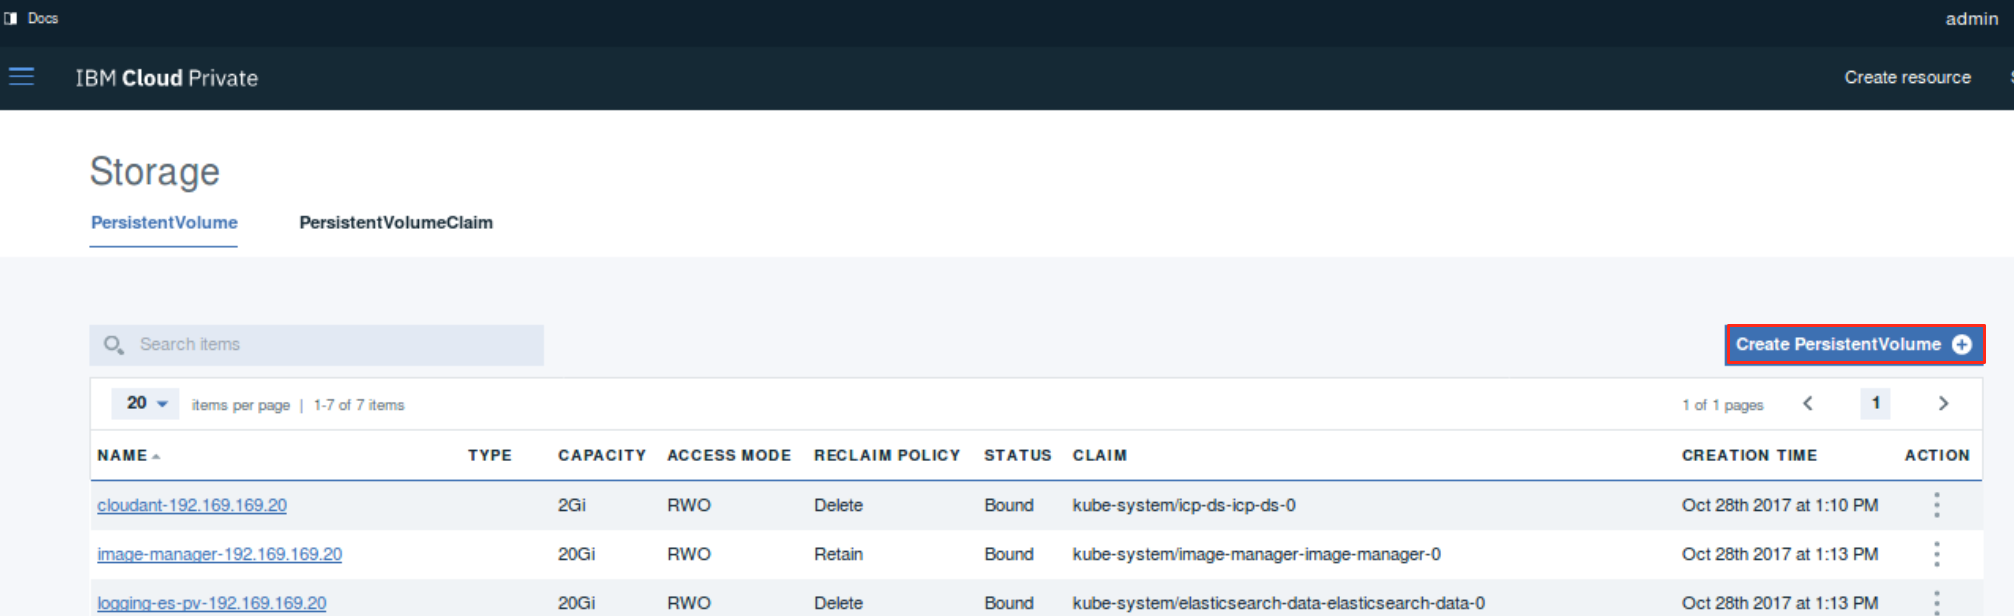 Docs admin
IBM Cloud Private Create resource
Storage
PersistentVolume PersistentVolumeClaim
Search items Create PersistentVolume
20 items per page | 1-7 of 7 items 1 of 1 pages 1
NAME TYPE CAPACITY ACCESS MODE RECLAIM POLICY STATUS CLAIM CREATION TIME ACTION
cloudant-192.169.169.20 2Gi RWO Delete Bound kube-system/icp-ds-icp-ds-0 Oct 28th 2017 at 1:10 PM
image-manager-192.169.169.20 20Gi RWO Retain Bound kube-system/image-manager-image-manager-0 Oct 28th 2017 at 1:13 PM
logging-es-pv-192.169.169.20 20Gi RWO Delete Bound kube-system/elasticsearch-data-elasticsearch-data-0 Oct 28th 2017 at 1:13 PM